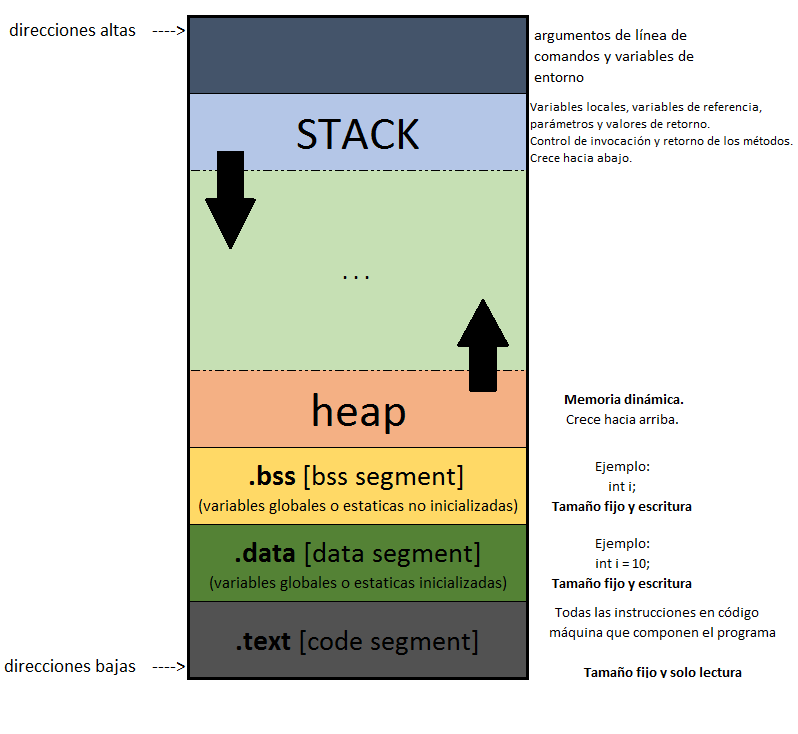 direcciones altas ---->
argumentos de línea de
comandos y variables de
entorno
STACK
Variables locales, variables de referencia,
parámetros y valores de retorno.
Control de invocación y retorno de los métodos.
Crece hacia abajo.
. . .
heap
Memoria dinámica.
Crece hacia arriba.
.bss [bss segment]
(variables globales o estaticas no inicializadas)
Ejemplo:
int i;
Tamaño fijo y escritura
.data [data segment]
(variables globales o estaticas inicializadas)
Ejemplo:
int i = 10;
Tamaño fijo y escritura
.text [code segment]
Todas las instrucciones en código
máquina que componen el programa
direcciones bajas ---->
Tamaño fijo y solo lectura